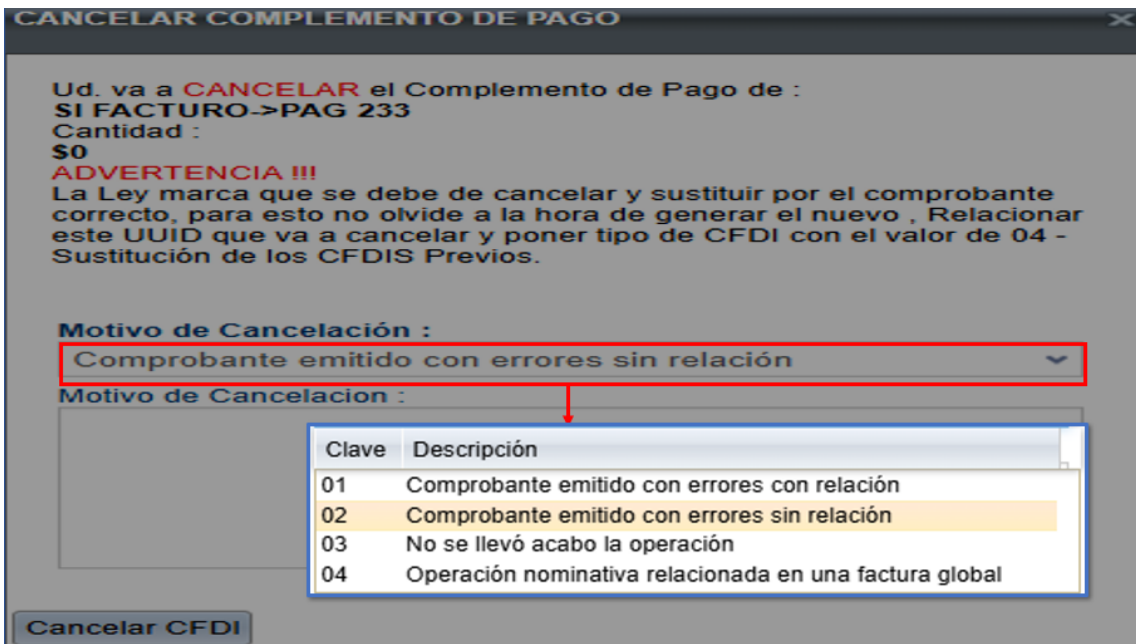 CANCELAR COMPLEMENTO DE PAGO
Ud. va a CANCELAR el Complemento de Pago de :
SI FACTURO->PAG 233
Cantidad :
$0
ADVERTENCIA !!!
La Ley marca que se debe de cancelar y sustituir por el comprobante
correcto, para esto no olvide a la hora de generar el nuevo , Relacionar
este UUID que va a cancelar y poner tipo de CFDI con el valor de 04 -
Sustitución de los CFDIS Previos.
Motivo de Cancelación :
Comprobante emitido con errores sin relación
Motivo de Cancelacion :
Clave Descripción
01 Comprobante emitido con errores con relación
02 Comprobante emitido con errores sin relación
03 No se llevó acabo la operación
04 Operación nominativa relacionada en una factura global
Cancelar CFDI